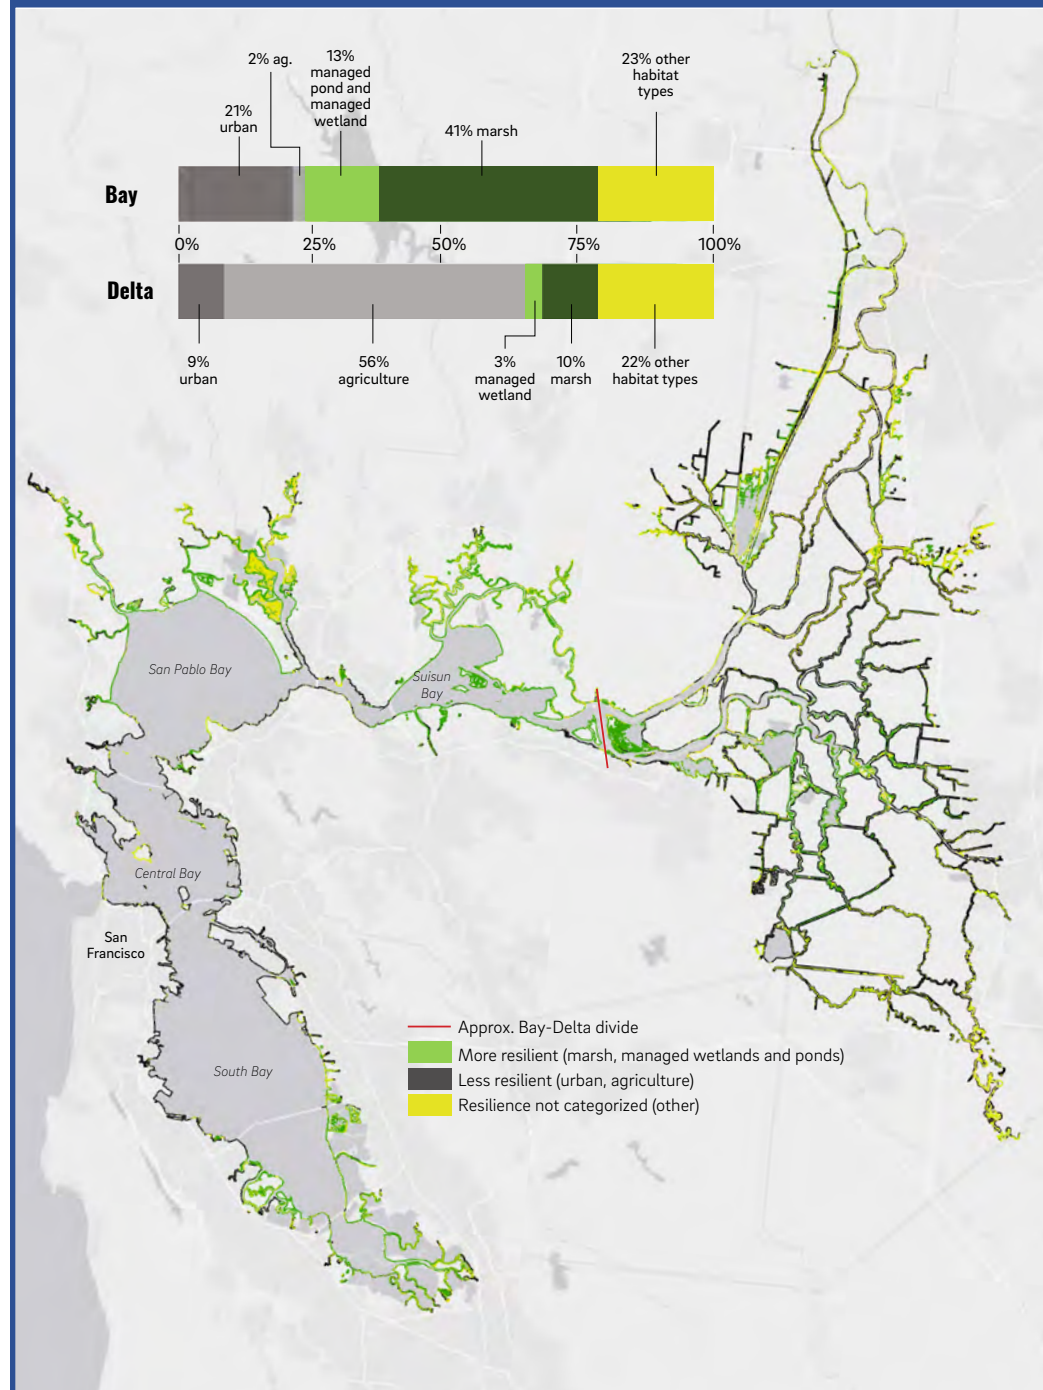 2% ag.
13%
managed
pond and
managed
wetland
21%
urban
41% marsh
23% other
habitat
types
Bay
0%
25%
50%
75%
100%
Delta
9%
urban
56%
agriculture
3%
managed
wetland
10%
marsh
22% other
habitat types
San Pablo Bay
Suisun
Bay
Central Bay
San
Francisco
South Bay
Approx. Bay-Delta divide
More resilient (marsh, managed wetlands and ponds)
Less resilient (urban, agriculture)
Resilience not categorized (other)